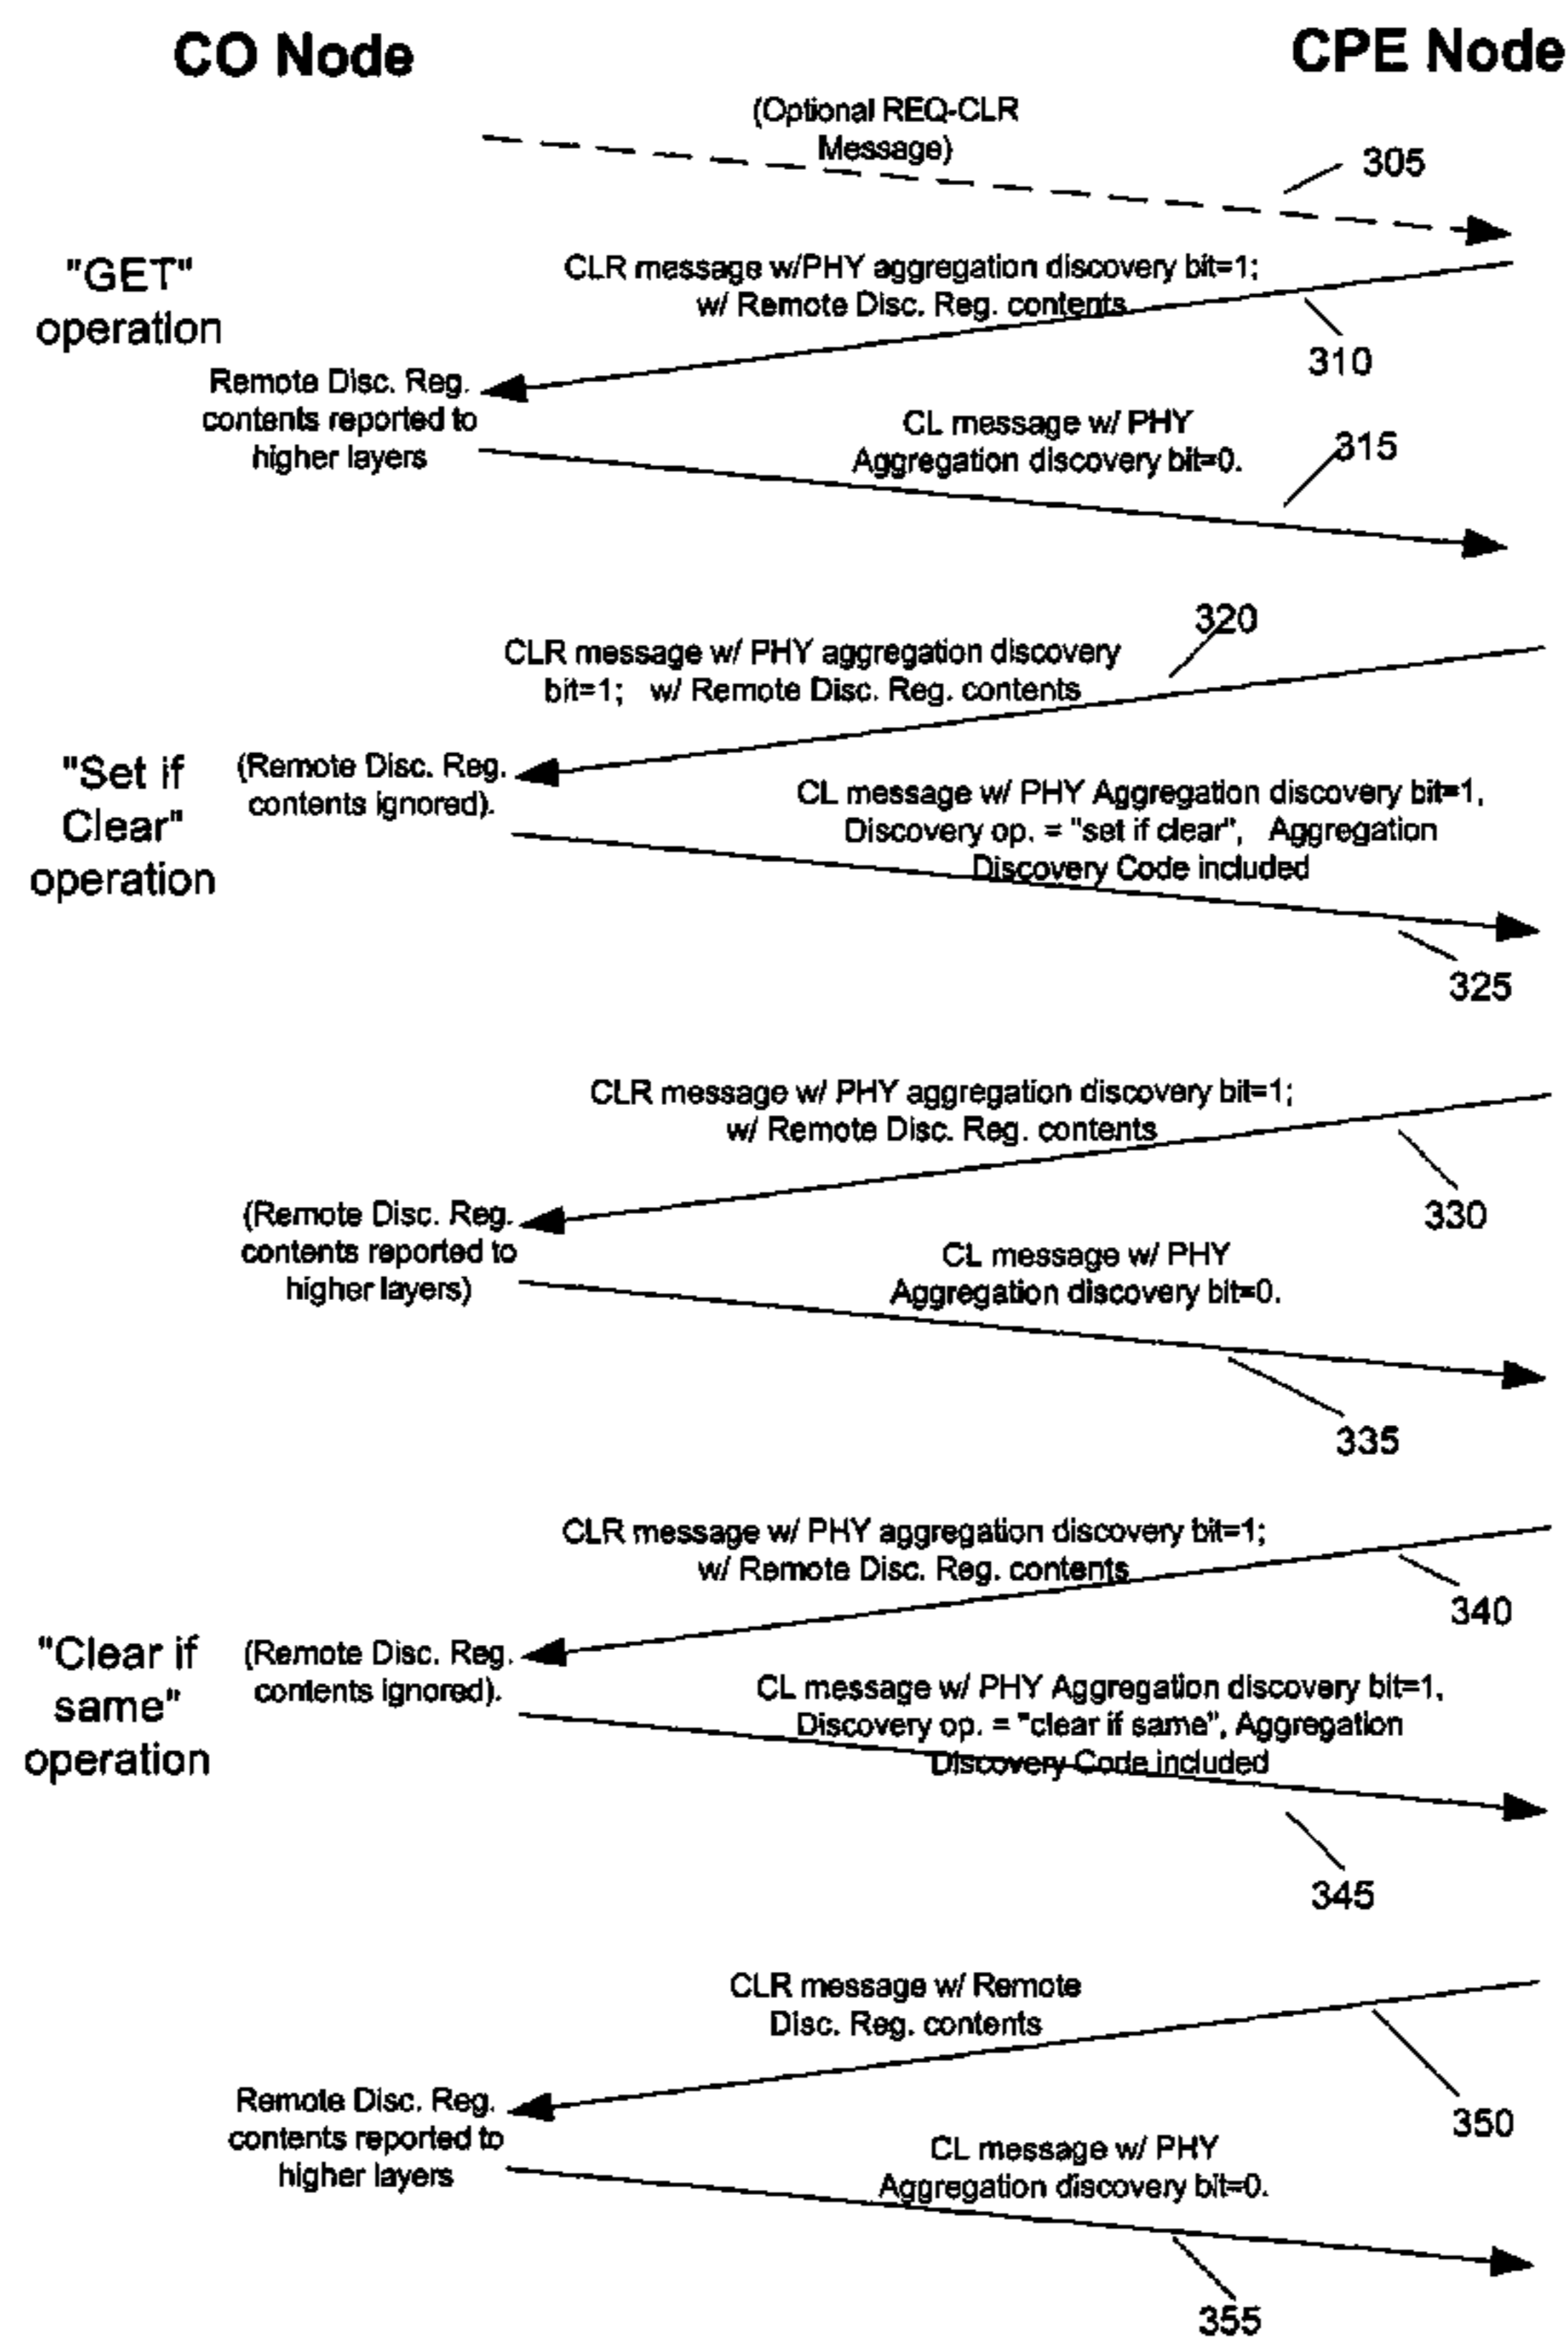 CO Node
CPE Node
(Optional REQ-CLR
Message)
305
"GET"
operation
CLR message w/PHY aggregation discovery bit=1;
w/ Remote Disc. Reg. contents
310
Remote Disc. Reg.
contents reported to
higher layers
CL message w/ PHY
Aggregation discovery bit=0.
315
320
CLR message w/ PHY aggregation discovery
bit=1; w/ Remote Disc. Reg. contents
"Set if
Clear"
operation
(Remote Disc. Reg.
contents ignored).
CL message w/ PHY Aggregation discovery bit=1,
Discovery op. = "set if clear", Aggregation
Discovery Code included
325
CLR message w/ PHY aggregation discovery bit=1;
w/ Remote Disc. Reg. contents
330
(Remote Disc. Reg.
contents reported to
higher layers)
CL message w/ PHY
Aggregation discovery bit=0.
335
CLR message w/ PHY aggregation discovery bit=1;
w/ Remote Disc. Reg. contents
340
"Clear if
same"
operation
(Remote Disc. Reg.
contents ignored).
CL message w/ PHY Aggregation discovery bit=1,
Discovery op. = "clear if same", Aggregation
Discovery Code included
345
CLR message w/ Remote
Disc. Reg. contents
350
Remote Disc. Reg.
contents reported to
higher layers
CL message w/ PHY
Aggregation discovery bit=0.
355